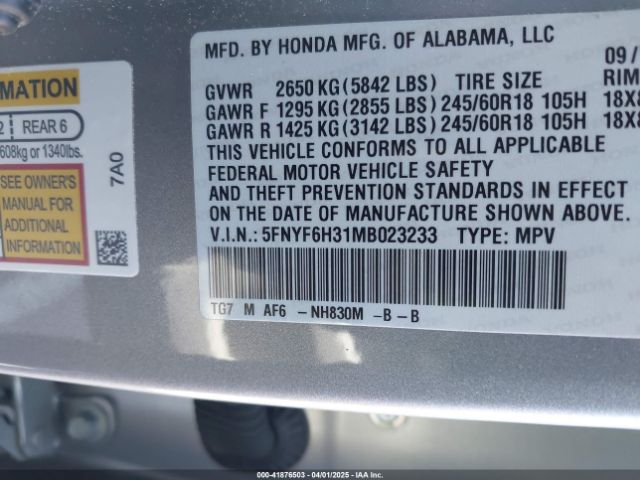 MFD. BY HONDA MFG. OF ALABAMA, LLC 09/
GVWR 2650 KG (5842 LBS) TIRE SIZE RIM
GAWR F 1295 KG (2855 LBS) 245/60R18 105H 18X8
GAWR R 1425 KG (3142 LBS) 245/60R18 105H 18X8
THIS VEHICLE CONFORMS TO ALL APPLICABLE
FEDERAL MOTOR VEHICLE SAFETY
AND THEFT PREVENTION STANDARDS IN EFFECT
ON THE DATE OF MANUFACTURE SHOWN ABOVE.
V.I.N.: 5FNYF6H31MB023233 TYPE: MPV
TG7 M AF6 -NH830M -B-B
MATION
2 REAR 6
608kg or 1340lbs.
SEE OWNER'S
MANUAL FOR
ADDITIONAL
INFORMATION
7A0
000-41876503 - 04/01/2025 - IAAI.COM